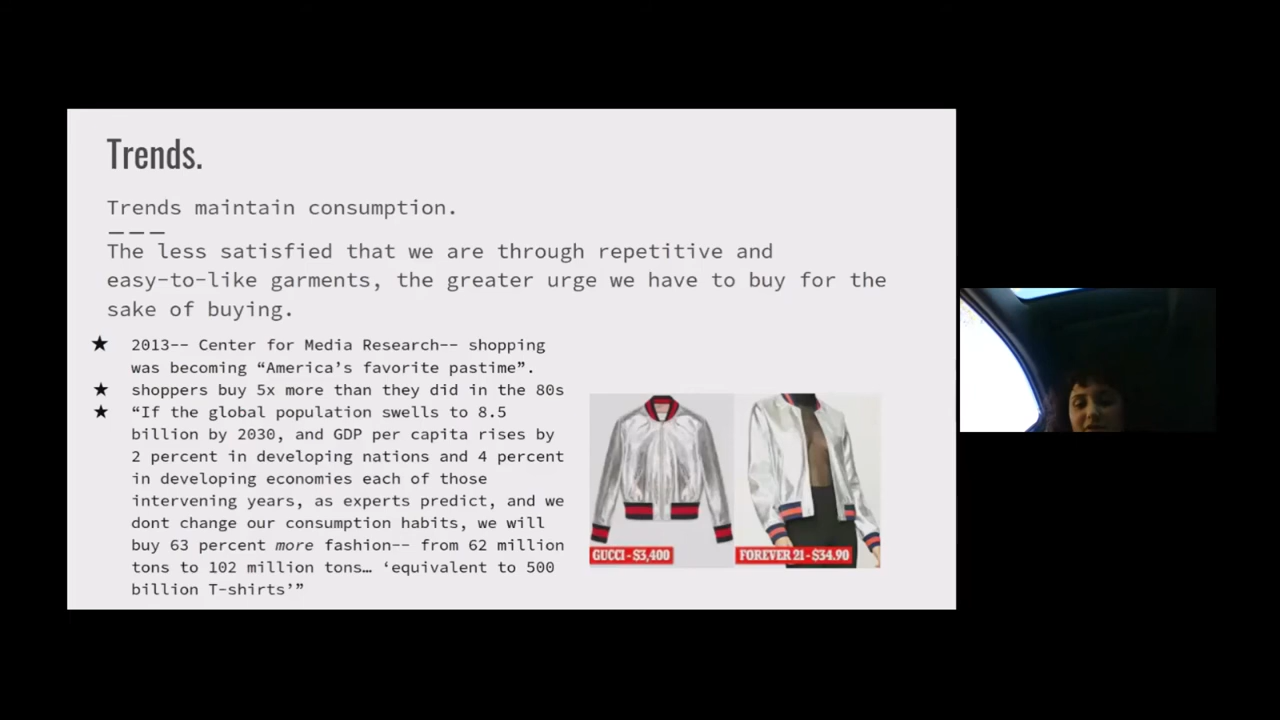 Trends.
Trends maintain consumption.
———
The less satisfied that we are through repetitive and
easy-to-like garments, the greater urge we have to buy for the
sake of buying.
★ 2013-- Center for Media Research-- shopping
was becoming “America’s favorite pastime”.
★ shoppers buy 5x more than they did in the 80s
★ “If the global population swells to 8.5
billion by 2030, and GDP per capita rises by
2 percent in developing nations and 4 percent
in developing economies each of those
intervening years, as experts predict, and we
dont change our consumption habits, we will
buy 63 percent more fashion-- from 62 million
tons to 102 million tons… ‘equivalent to 500
billion T-shirts’”
GUCCI - $3,400
FOREVER 21 - $34.90